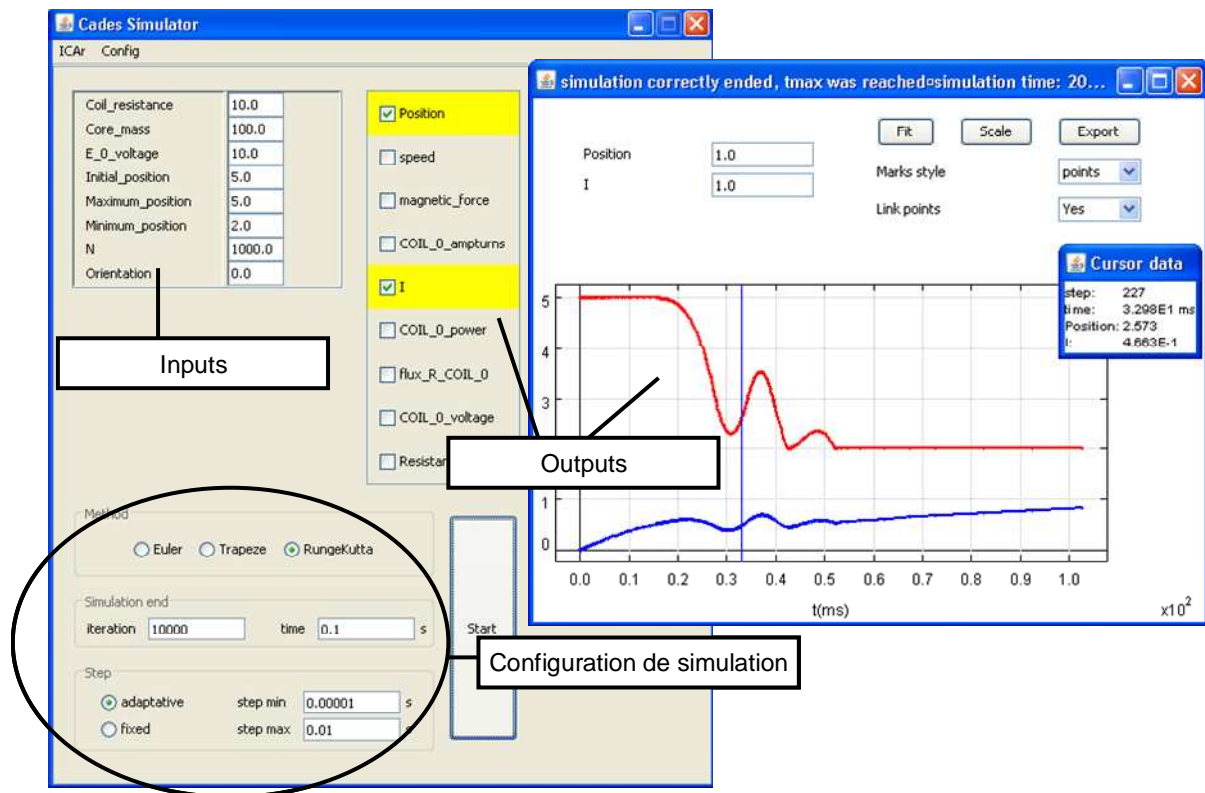 Cades Simulator
ICAr Config
Coil_resistance 10.0
Core_mass 100.0
E_0_voltage 10.0
Initial_position 5.0
Maximum_position 5.0
Minimum_position 2.0
N 1000.0
Orientation 0.0
Inputs
Position
speed
magnetic_force
COIL_0_ampturns
I
COIL_0_power
flux_R_COIL_0
COIL_0_voltage
Resistan
Outputs
Method
Euler Trapeze RungeKutta
Simulation end
iteration 10000 time 0.1 s
Step
adaptative step min 0.00001 s
fixed step max 0.01 s
Start
Configuration de simulation
simulation correctly ended, tmax was reached¤simulation time: 20...
Position 1.0
I 1.0
Fit Scale Export
Marks style points
Link points Yes
Cursor data
step: 227
time: 3.298E1 ms
Position: 2.573
I: 4.663E-1
5
4
3
1
0
0.0 0.1 0.2 0.3 0.4 0.5 0.6 0.7 0.8 0.9 1.0
t(ms) x10²